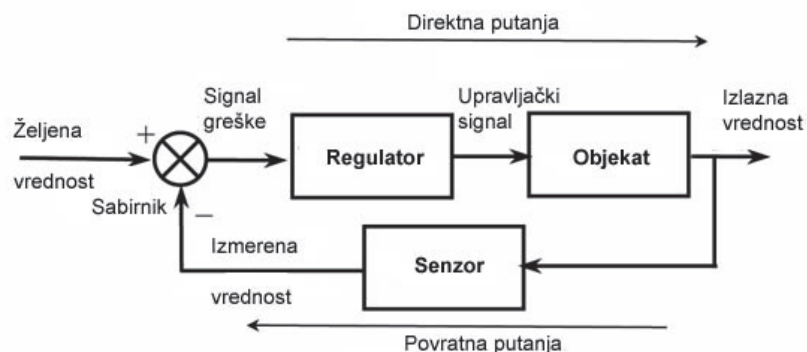 Direktna putanja
Željena
vrednost
+
Sabirnik
−
Signal
greške
Regulator
Upravljački
signal
Objekat
Izlazna
vrednost
Izmerena
vrednost
Senzor
Povratna putanja